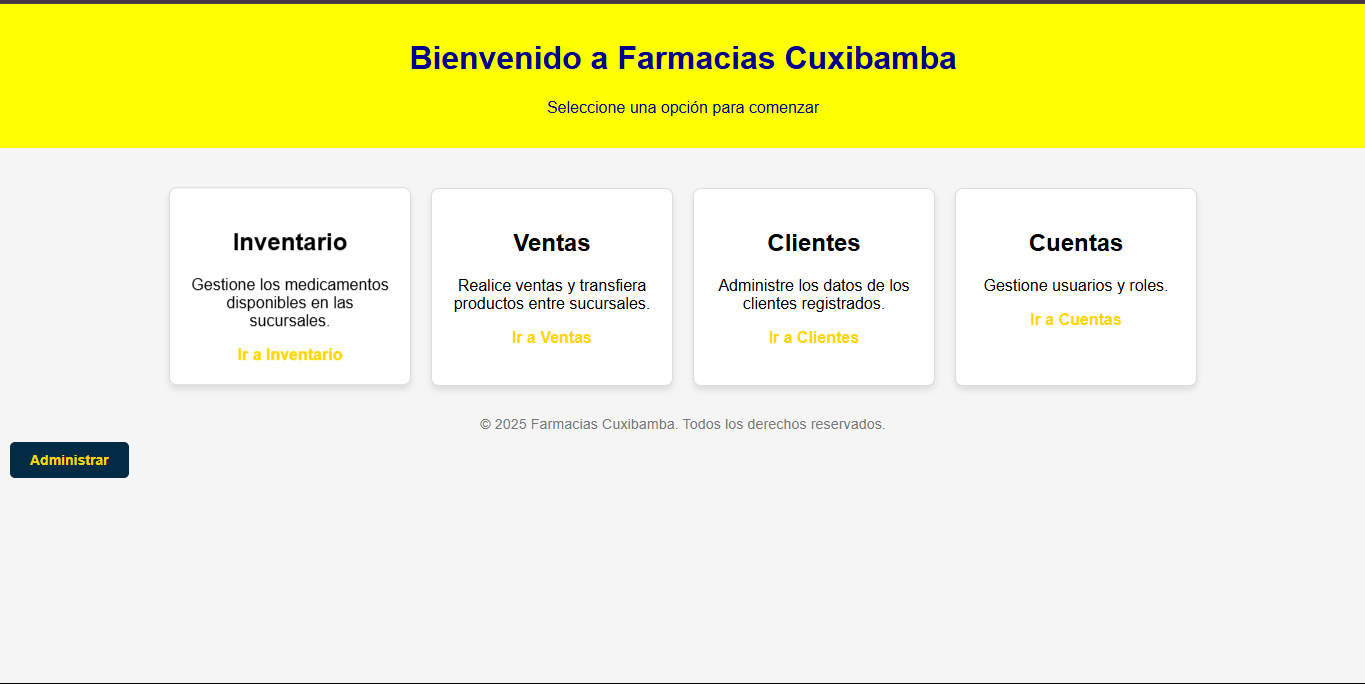 Bienvenido a Farmacias Cuxibamba
Seleccione una opción para comenzar
Inventario
Gestione los medicamentos
disponibles en las
sucursales.
Ir a Inventario
Ventas
Realice ventas y transfiera
productos entre sucursales.
Ir a Ventas
Clientes
Administre los datos de los
clientes registrados.
Ir a Clientes
Cuentas
Gestione usuarios y roles.
Ir a Cuentas
© 2025 Farmacias Cuxibamba. Todos los derechos reservados.
Administrar